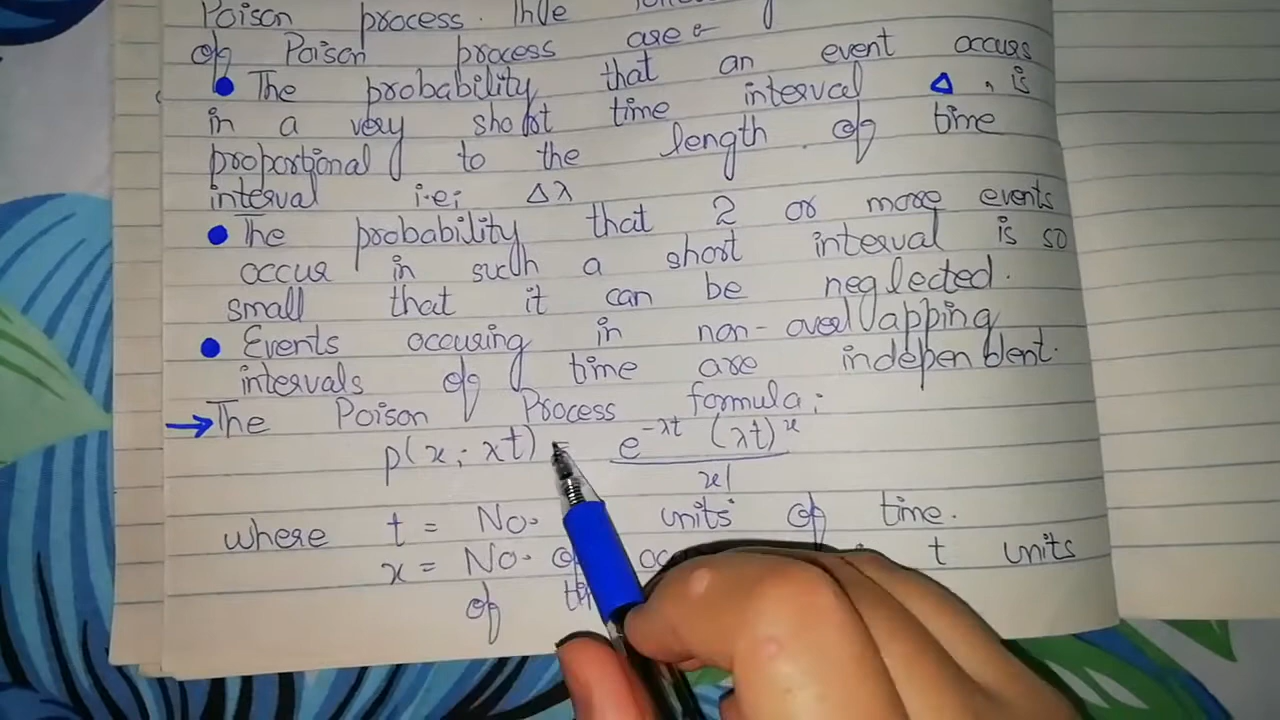 Poison process. The
of Poison process are:-
• The probability that an event occurs
in a very short time interval Δ, is
proportional to the length of time
interval i.e; Δλ
• The probability that 2 or more events
occur in such a short interval is so
small that it can be neglected.
• Events occuring in non-overlapping
intervals of time are independent.
→ The Poison Process formula:
p(x; λt) = e^-λt (λt)^x / x!
where t = No. units of time.
x = No. of t units
of